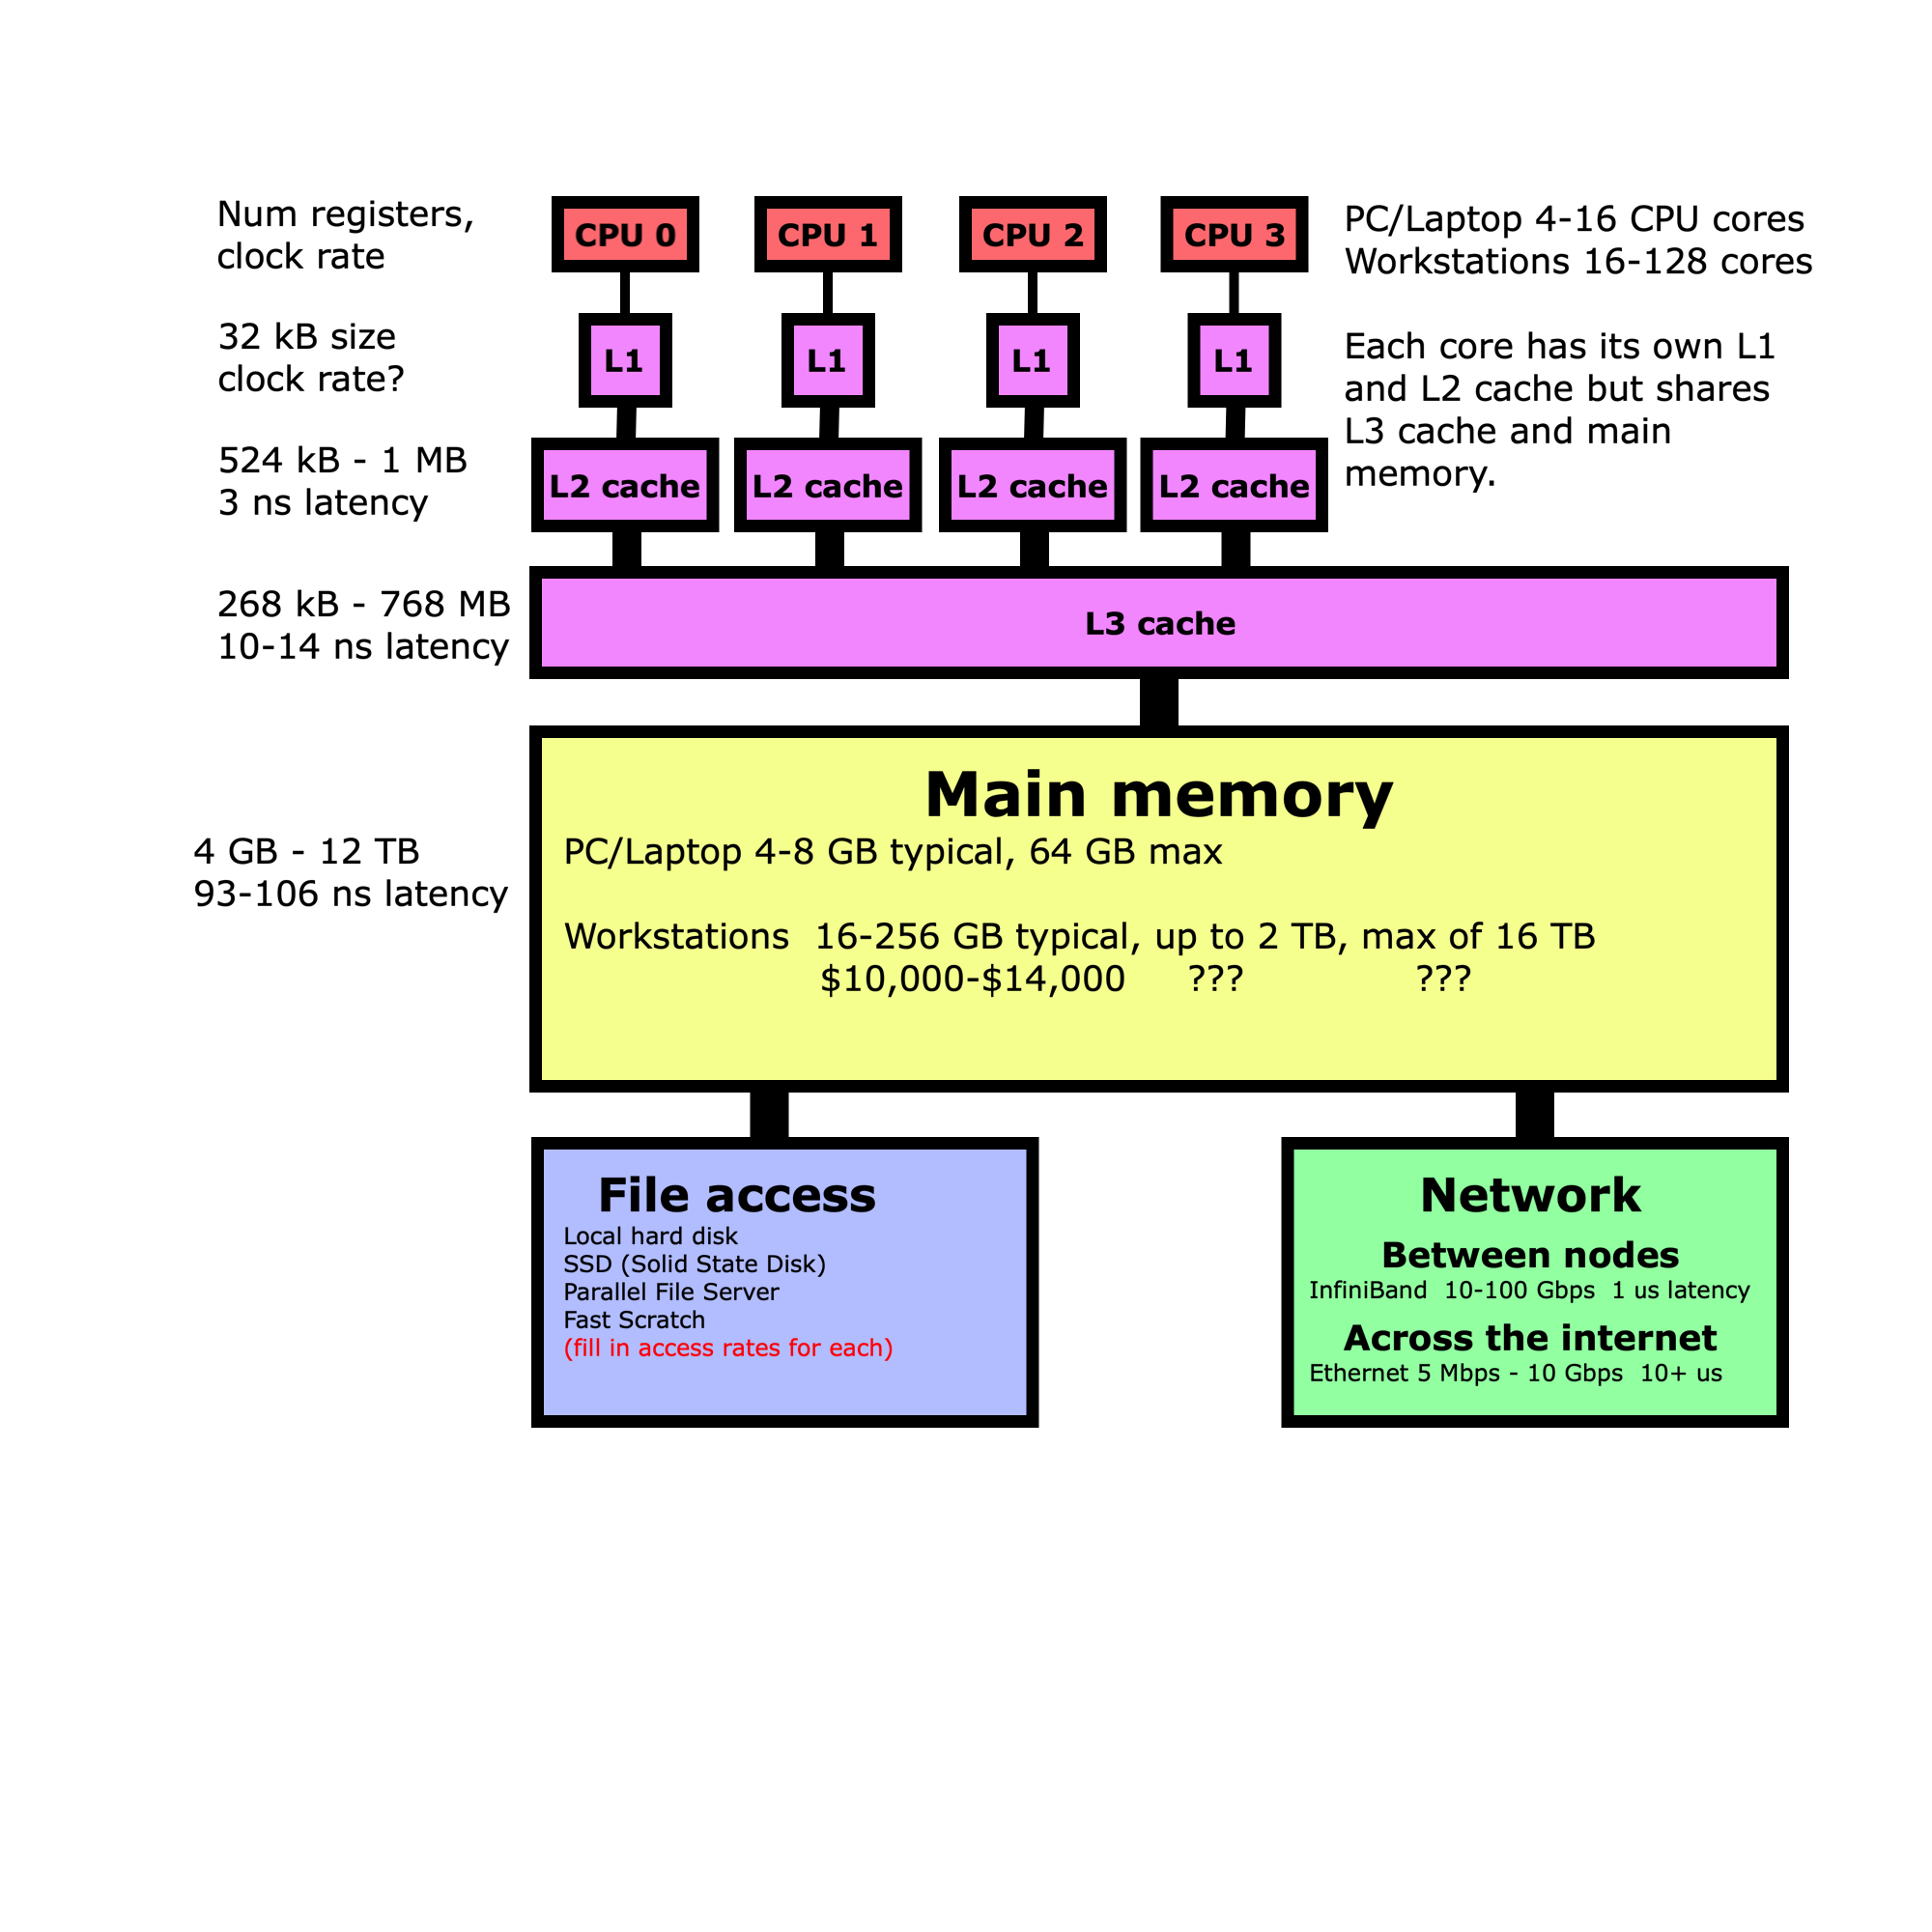 Num registers,
clock rate
CPU 0
CPU 1
CPU 2
CPU 3
PC/Laptop 4-16 CPU cores
Workstations 16-128 cores
32 kB size
clock rate?
L1
L1
L1
L1
Each core has its own L1
and L2 cache but shares
L3 cache and main
memory.
524 kB - 1 MB
3 ns latency
L2 cache
L2 cache
L2 cache
L2 cache
268 kB - 768 MB
10-14 ns latency
L3 cache
Main memory
4 GB - 12 TB
93-106 ns latency
PC/Laptop 4-8 GB typical, 64 GB max
Workstations 16-256 GB typical, up to 2 TB, max of 16 TB
$10,000-$14,000 ??? ???
File access
Local hard disk
SSD (Solid State Disk)
Parallel File Server
Fast Scratch
(fill in access rates for each)
Network
Between nodes
InfiniBand 10-100 Gbps 1 us latency
Across the internet
Ethernet 5 Mbps - 10 Gbps 10+ us